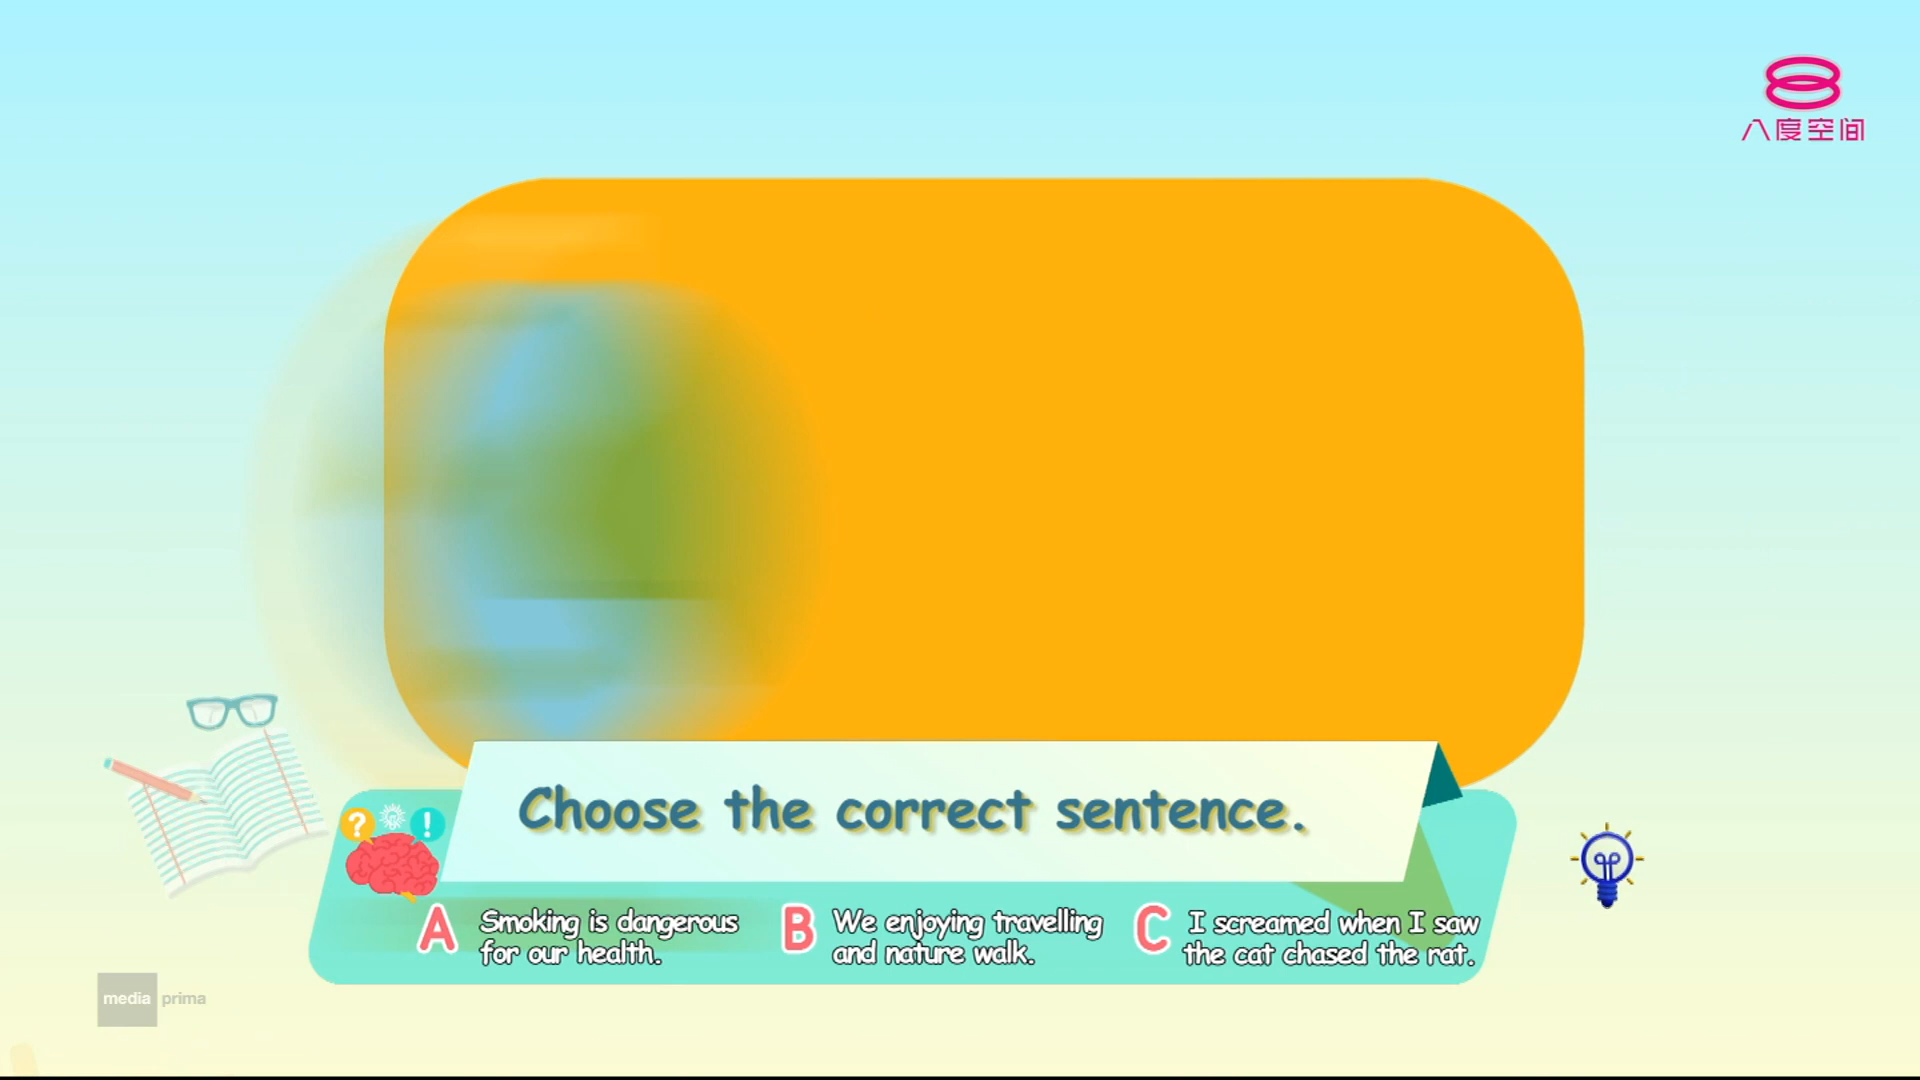 八度空间
Choose the correct sentence.
? !
A Smoking is dangerous
for our health.
B We enjoying travelling
and nature walk.
C I screamed when I saw
the cat chased the rat.
media prima